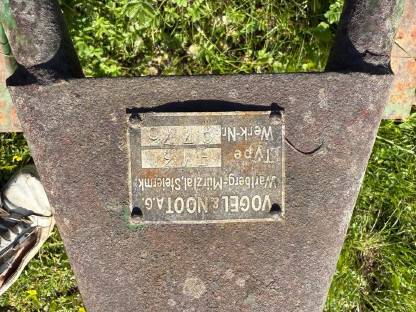 VOGEL & NOOT A.G.
Wartberg-Mürztal, Steiermk.
Type
Werk-Nr.